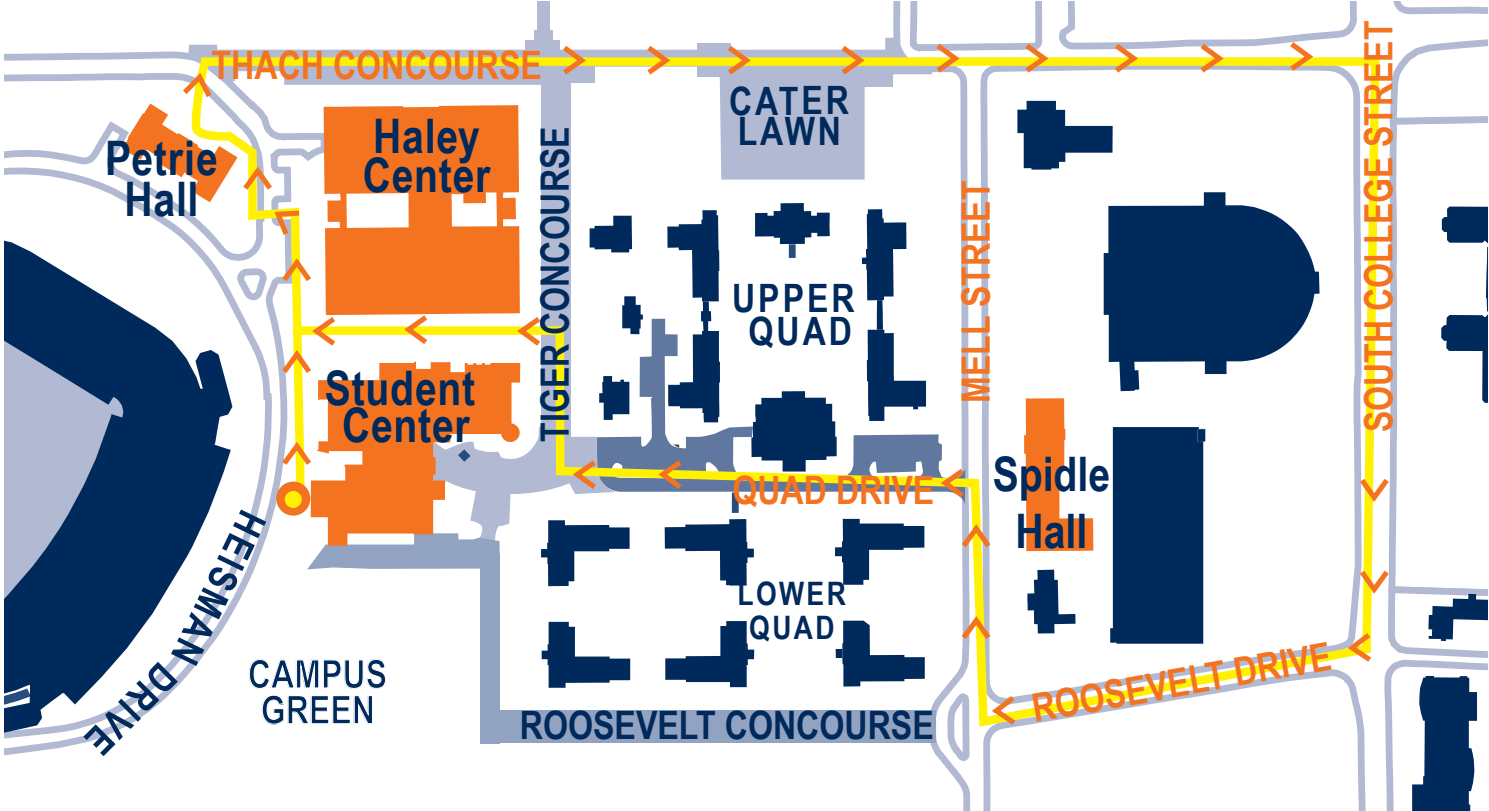 THACH CONCOURSE
CATER
LAWN
Haley
Center
Petrie
Hall
TIGER CONCOURSE
MELL STREET
SOUTH COLLEGE STREET
UPPER
QUAD
Student
Center
QUAD DRIVE
Spidle
Hall
HEISMAN DRIVE
LOWER
QUAD
CAMPUS
GREEN
ROOSEVELT DRIVE
ROOSEVELT CONCOURSE